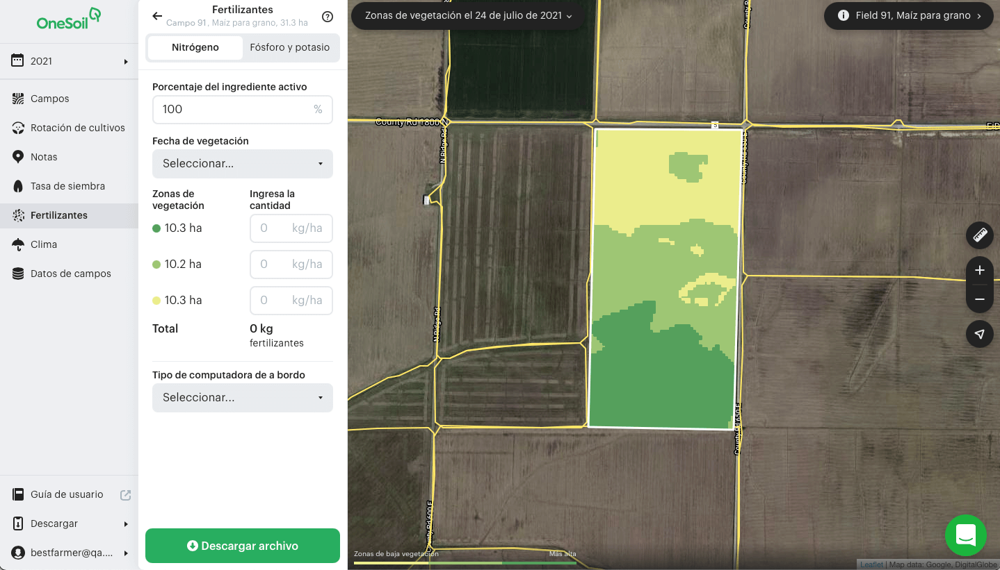 OneSoil
2021
Campos
Rotación de cultivos
Notas
Tasa de siembra
Fertilizantes
Clima
Datos de campos
Guía de usuario
Descargar
bestfarmer@qa....
Fertilizantes
Campo 91, Maíz para grano, 31.3 ha
Nitrógeno
Fósforo y potasio
Porcentaje del ingrediente activo
100 %
Fecha de vegetación
Seleccionar...
Zonas de vegetación
Ingresa la cantidad
10.3 ha
0 kg/ha
10.2 ha
0 kg/ha
10.3 ha
0 kg/ha
Total
0 kg
fertilizantes
Tipo de computadora de a bordo
Seleccionar...
Descargar archivo
Zonas de vegetación el 24 de julio de 2021
Field 91, Maíz para grano
County Rd 1800 N
N Ridge Rd
N Ridge Rd
County Rd 650 E
County Rd 650 E
County Rd 600 E
5
Zonas de baja vegetación
Más alta
Leaflet | Map data: Google, DigitalGlobe